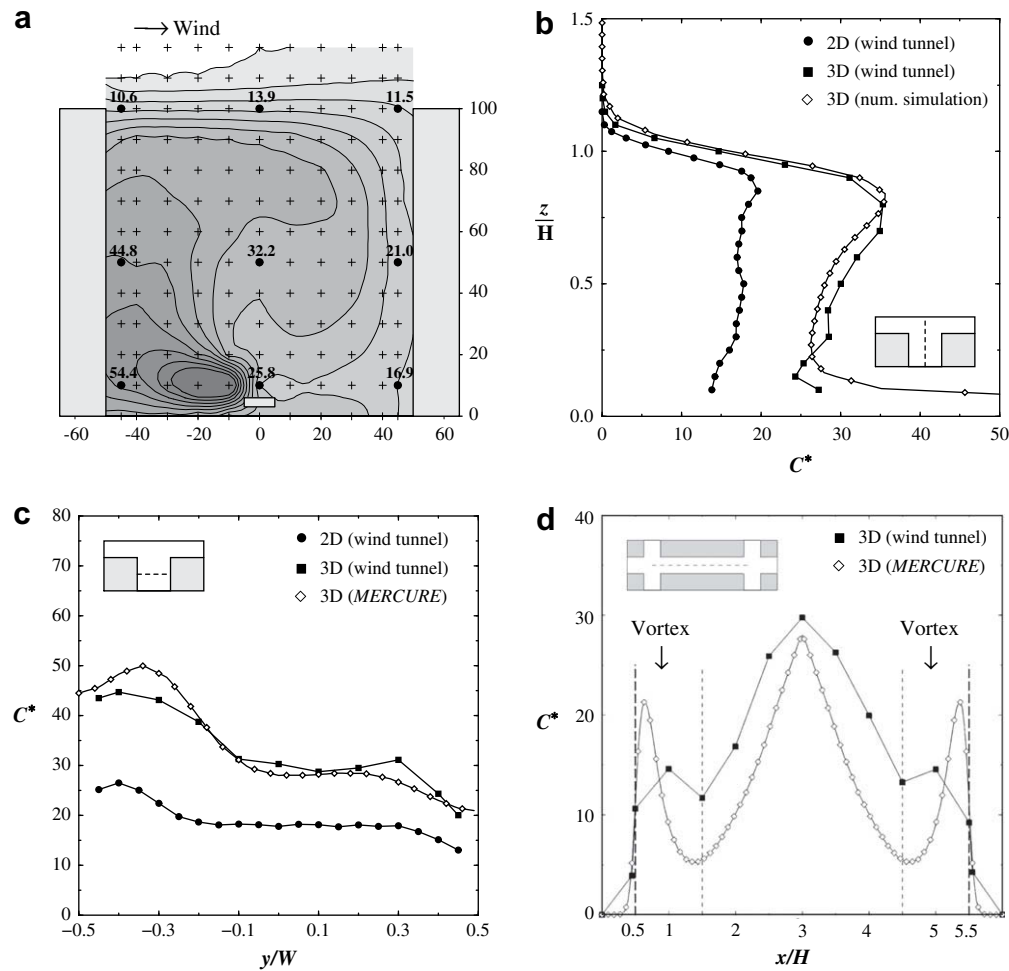 a
Wind
10.6 13.9 11.5
44.8 32.2 21.0
54.4 25.8 16.9
100
80
60
40
20
0
-60 -40 -20 0 20 40 60
b
2D (wind tunnel)
3D (wind tunnel)
3D (num. simulation)
1.5
1.0
z/H
0.5
0.0
0 10 20 30 40 50
C*
c
2D (wind tunnel)
3D (wind tunnel)
3D (MERCURE)
80
70
60
50
40
30
20
10
0
C*
−0.5 −0.3 −0.1 0.1 0.3 0.5
y/W
d
3D (wind tunnel)
3D (MERCURE)
Vortex Vortex
40
30
20
10
0
C*
0.5 1 2 3 4 5 5.5
x/H